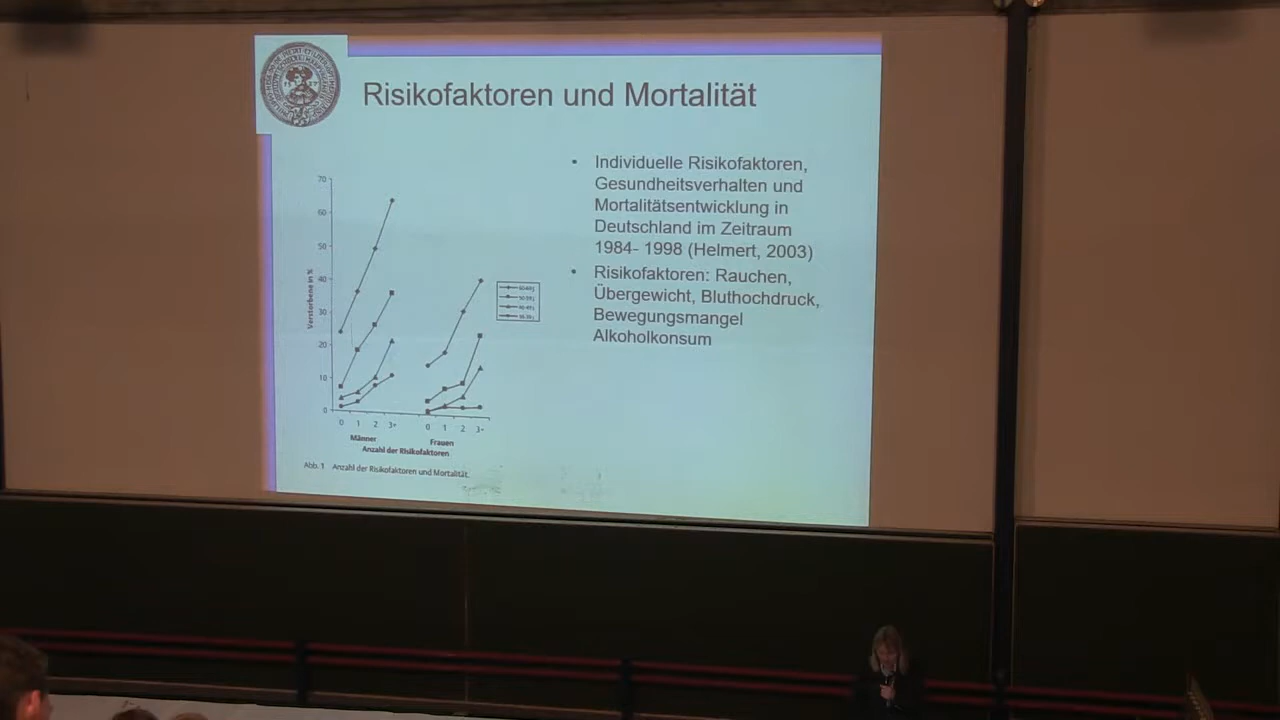 Risikofaktoren und Mortalität
• Individuelle Risikofaktoren,
Gesundheitsverhalten und
Mortalitätsentwicklung in
Deutschland im Zeitraum
1984- 1998 (Helmert, 2003)
• Risikofaktoren: Rauchen,
Übergewicht, Bluthochdruck,
Bewegungsmangel
Alkoholkonsum
Verstorbene in %
70
60
50
40
30
20
10
0
0 1 2 3+ 0 1 2 3+
Männer Frauen
Anzahl der Risikofaktoren
Abb. 1 Anzahl der Risikofaktoren und Mortalität.